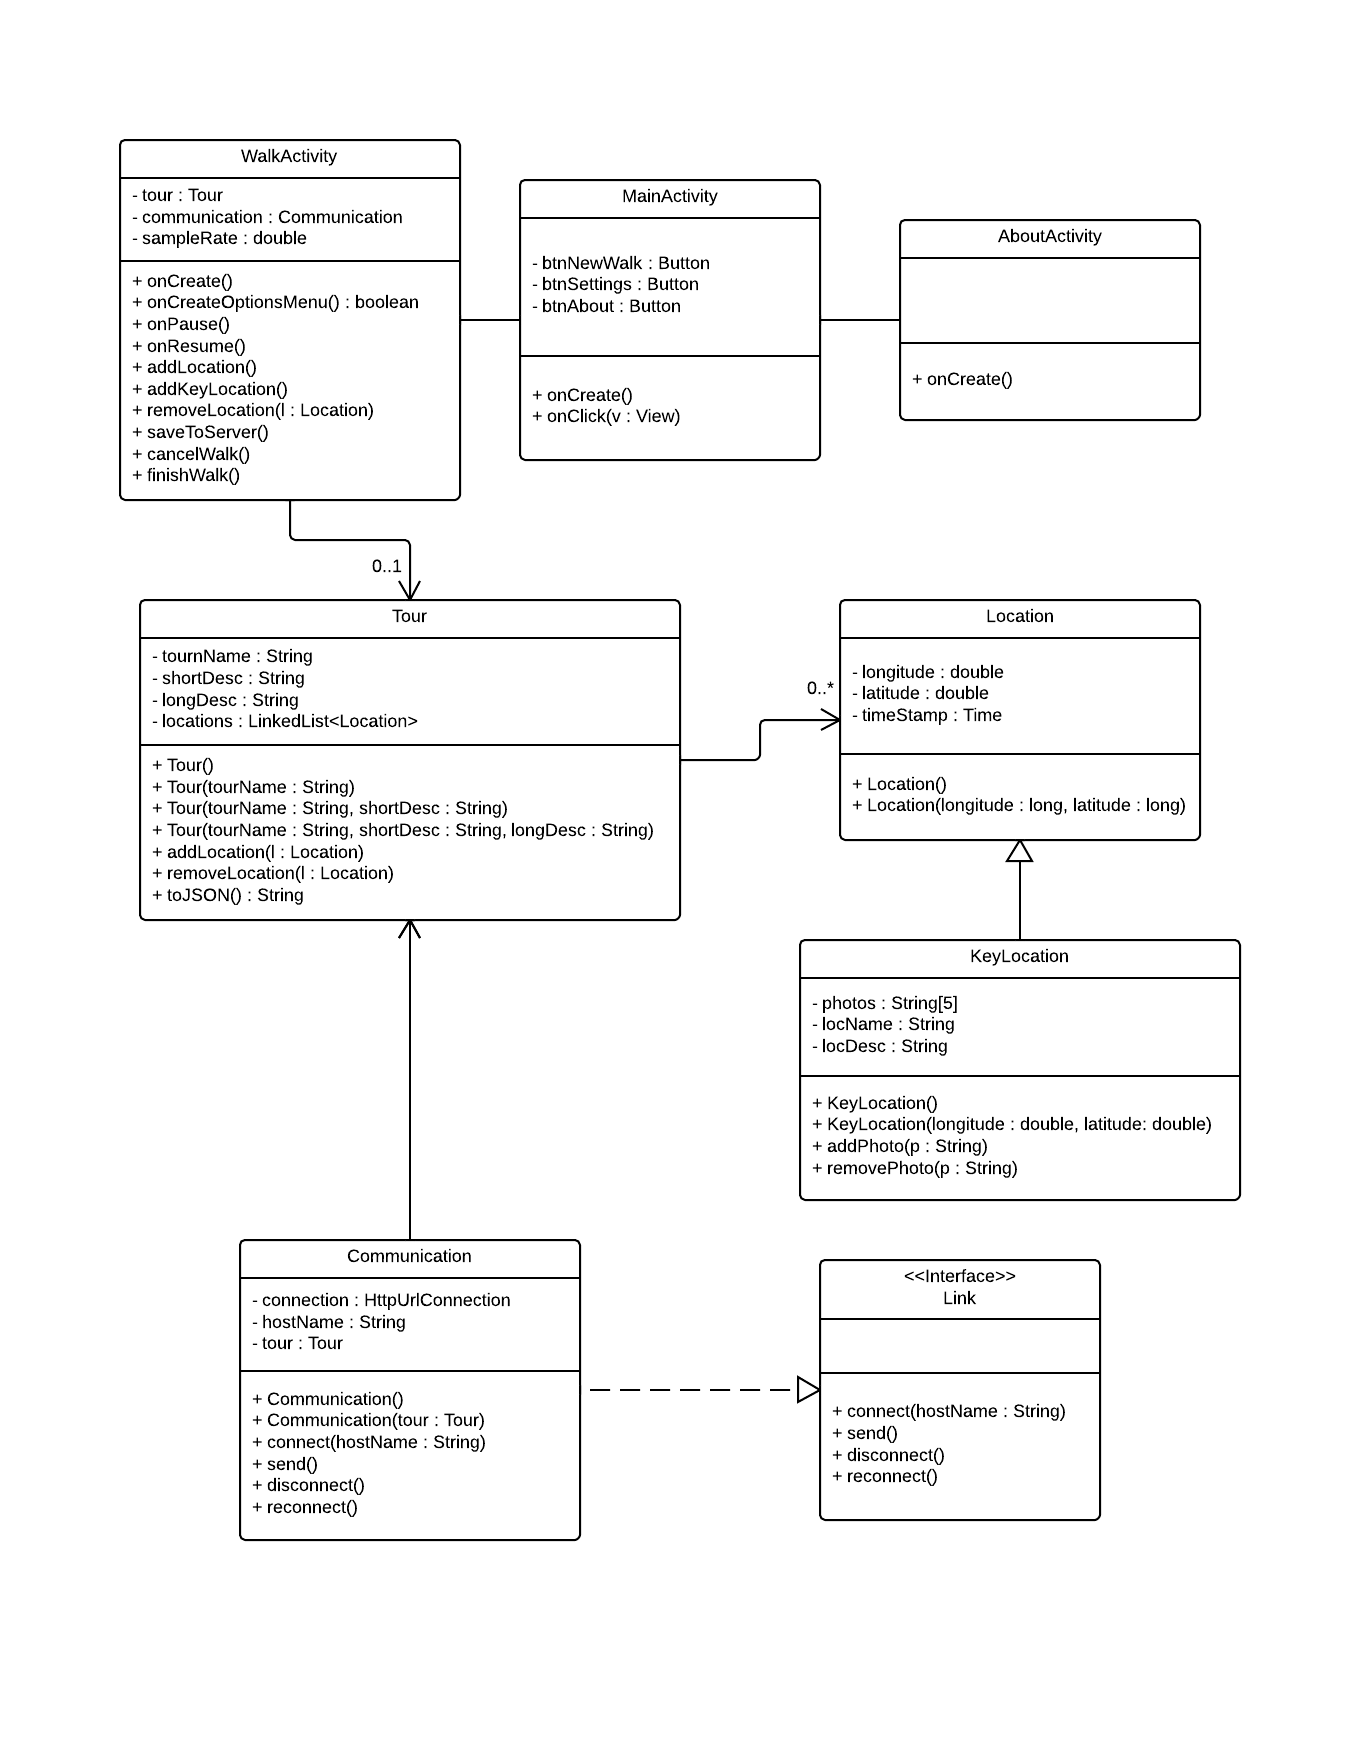 WalkActivity
- tour : Tour
- communication : Communication
- sampleRate : double
+ onCreate()
+ onCreateOptionsMenu() : boolean
+ onPause()
+ onResume()
+ addLocation()
+ addKeyLocation()
+ removeLocation(l : Location)
+ saveToServer()
+ cancelWalk()
+ finishWalk()
MainActivity
- btnNewWalk : Button
- btnSettings : Button
- btnAbout : Button
+ onCreate()
+ onClick(v : View)
AboutActivity
+ onCreate()
0..1
Tour
- tournName : String
- shortDesc : String
- longDesc : String
- locations : LinkedList<Location>
+ Tour()
+ Tour(tourName : String)
+ Tour(tourName : String, shortDesc : String)
+ Tour(tourName : String, shortDesc : String, longDesc : String)
+ addLocation(l : Location)
+ removeLocation(l : Location)
+ toJSON() : String
0..*
Location
- longitude : double
- latitude : double
- timeStamp : Time
+ Location()
+ Location(longitude : long, latitude : long)
KeyLocation
- photos : String[5]
- locName : String
- locDesc : String
+ KeyLocation()
+ KeyLocation(longitude : double, latitude: double)
+ addPhoto(p : String)
+ removePhoto(p : String)
Communication
- connection : HttpUrlConnection
- hostName : String
- tour : Tour
+ Communication()
+ Communication(tour : Tour)
+ connect(hostName : String)
+ send()
+ disconnect()
+ reconnect()
<<Interface>>
Link
+ connect(hostName : String)
+ send()
+ disconnect()
+ reconnect()